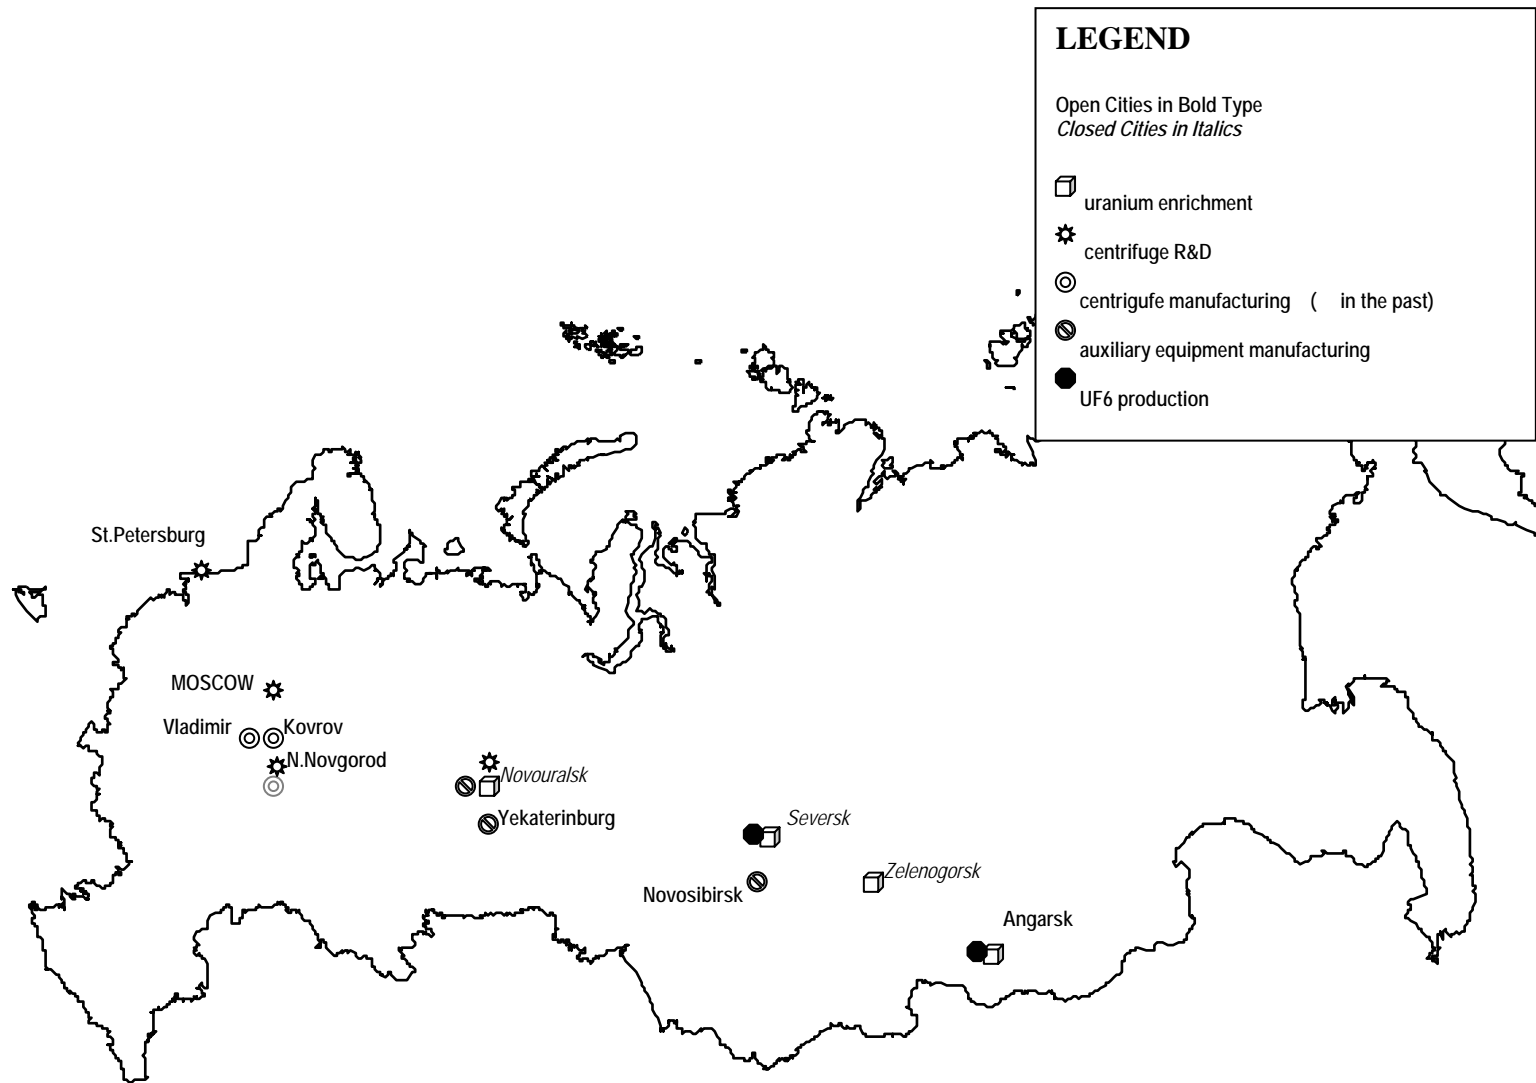 LEGEND
Open Cities in Bold Type
Closed Cities in Italics
uranium enrichment
centrifuge R&D
centrigufe manufacturing ( in the past)
auxiliary equipment manufacturing
UF6 production
St.Petersburg
MOSCOW
Vladimir
Kovrov
N.Novgorod
Novouralsk
Yekaterinburg
Seversk
Zelenogorsk
Novosibirsk
Angarsk